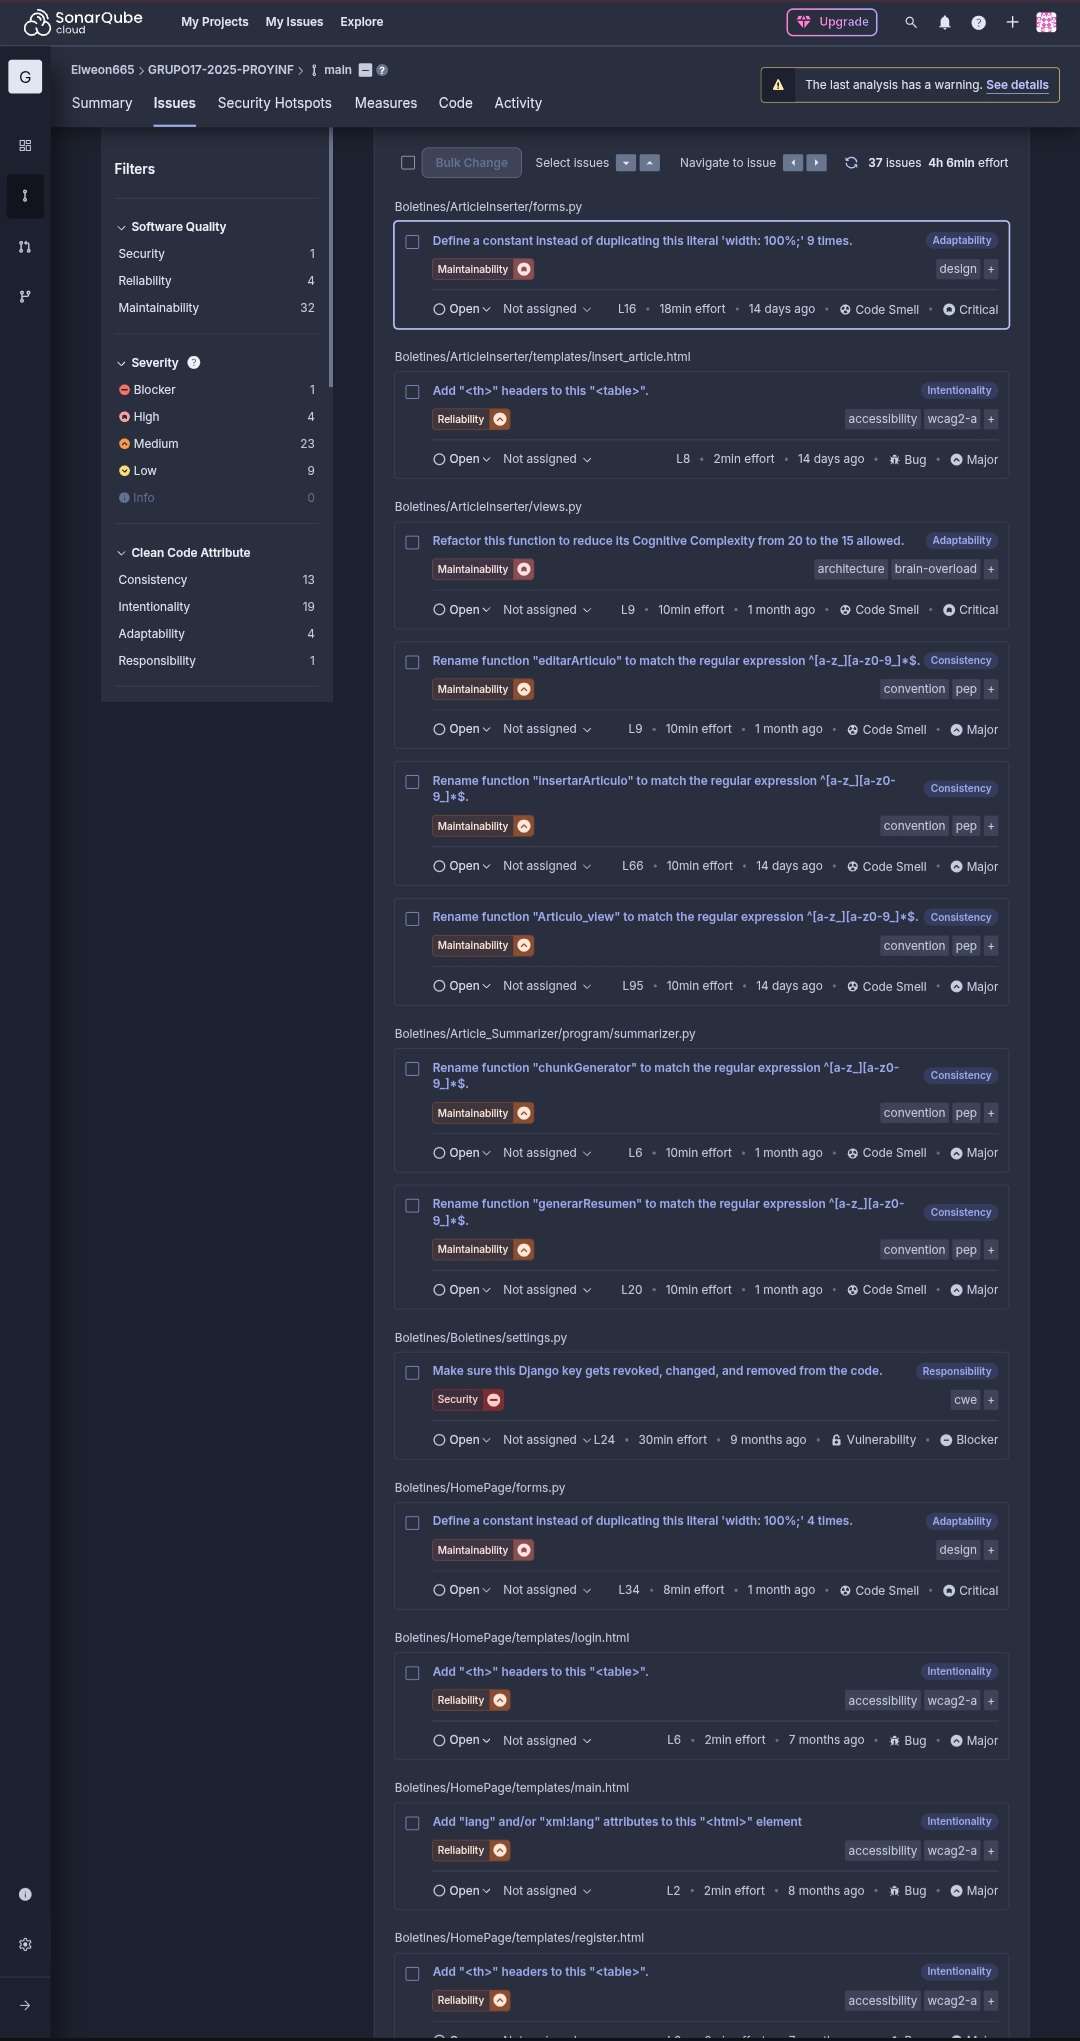 SonarQube cloud
My Projects My Issues Explore
Upgrade
G
Elweon665 > GRUPO17-2025-PROYINF > main
The last analysis has a warning. See details
Summary Issues Security Hotspots Measures Code Activity
Filters
Software Quality
Security 1
Reliability 4
Maintainability 32
Severity
Blocker 1
High 4
Medium 23
Low 9
Info 0
Clean Code Attribute
Consistency 13
Intentionality 19
Adaptability 4
Responsibility 1
Bulk Change Select issues Navigate to issue 37 issues 4h 6min effort
Boletines/ArticleInserter/forms.py
Define a constant instead of duplicating this literal 'width: 100%;' 9 times. Adaptability
Maintainability design +
Open Not assigned L16 • 18min effort • 14 days ago • Code Smell • Critical
Boletines/ArticleInserter/templates/insert_article.html
Add "<th>" headers to this "<table>". Intentionality
Reliability accessibility wcag2-a +
Open Not assigned L8 • 2min effort • 14 days ago • Bug • Major
Boletines/ArticleInserter/views.py
Refactor this function to reduce its Cognitive Complexity from 20 to the 15 allowed. Adaptability
Maintainability architecture brain-overload +
Open Not assigned L9 • 10min effort • 1 month ago • Code Smell • Critical
Rename function "editarArticulo" to match the regular expression ^[a-z_][a-z0-9_]*$. Consistency
Maintainability convention pep +
Open Not assigned L9 • 10min effort • 1 month ago • Code Smell • Major
Rename function "insertarArticulo" to match the regular expression ^[a-z_][a-z0-
9_]*$. Consistency
Maintainability convention pep +
Open Not assigned L66 • 10min effort • 14 days ago • Code Smell • Major
Rename function "Articulo_view" to match the regular expression ^[a-z_][a-z0-9_]*$. Consistency
Maintainability convention pep +
Open Not assigned L95 • 10min effort • 14 days ago • Code Smell • Major
Boletines/Article_Summarizer/program/summarizer.py
Rename function "chunkGenerator" to match the regular expression ^[a-z_][a-z0-
9_]*$. Consistency
Maintainability convention pep +
Open Not assigned L6 • 10min effort • 1 month ago • Code Smell • Major
Rename function "generarResumen" to match the regular expression ^[a-z_][a-z0-
9_]*$. Consistency
Maintainability convention pep +
Open Not assigned L20 • 10min effort • 1 month ago • Code Smell • Major
Boletines/Boletines/settings.py
Make sure this Django key gets revoked, changed, and removed from the code. Responsibility
Security cwe +
Open Not assigned L24 • 30min effort • 9 months ago • Vulnerability • Blocker
Boletines/HomePage/forms.py
Define a constant instead of duplicating this literal 'width: 100%;' 4 times. Adaptability
Maintainability design +
Open Not assigned L34 • 8min effort • 1 month ago • Code Smell • Critical
Boletines/HomePage/templates/login.html
Add "<th>" headers to this "<table>". Intentionality
Reliability accessibility wcag2-a +
Open Not assigned L6 • 2min effort • 7 months ago • Bug • Major
Boletines/HomePage/templates/main.html
Add "lang" and/or "xml:lang" attributes to this "<html>" element Intentionality
Reliability accessibility wcag2-a +
Open Not assigned L2 • 2min effort • 8 months ago • Bug • Major
Boletines/HomePage/templates/register.html
Add "<th>" headers to this "<table>". Intentionality
Reliability accessibility wcag2-a +